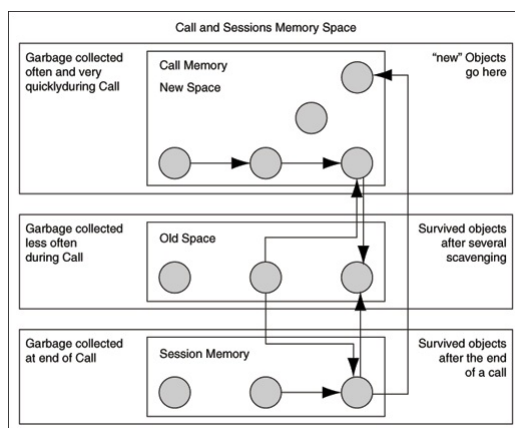 Call and Sessions Memory Space
Garbage collected
often and very
quicklyduring Call
Call Memory
New Space
“new” Objects
go here
Garbage collected
less often
during Call
Old Space
Survived objects
after several
scavenging
Garbage collected
at end of Call
Session Memory
Survived objects
after the end
of a call